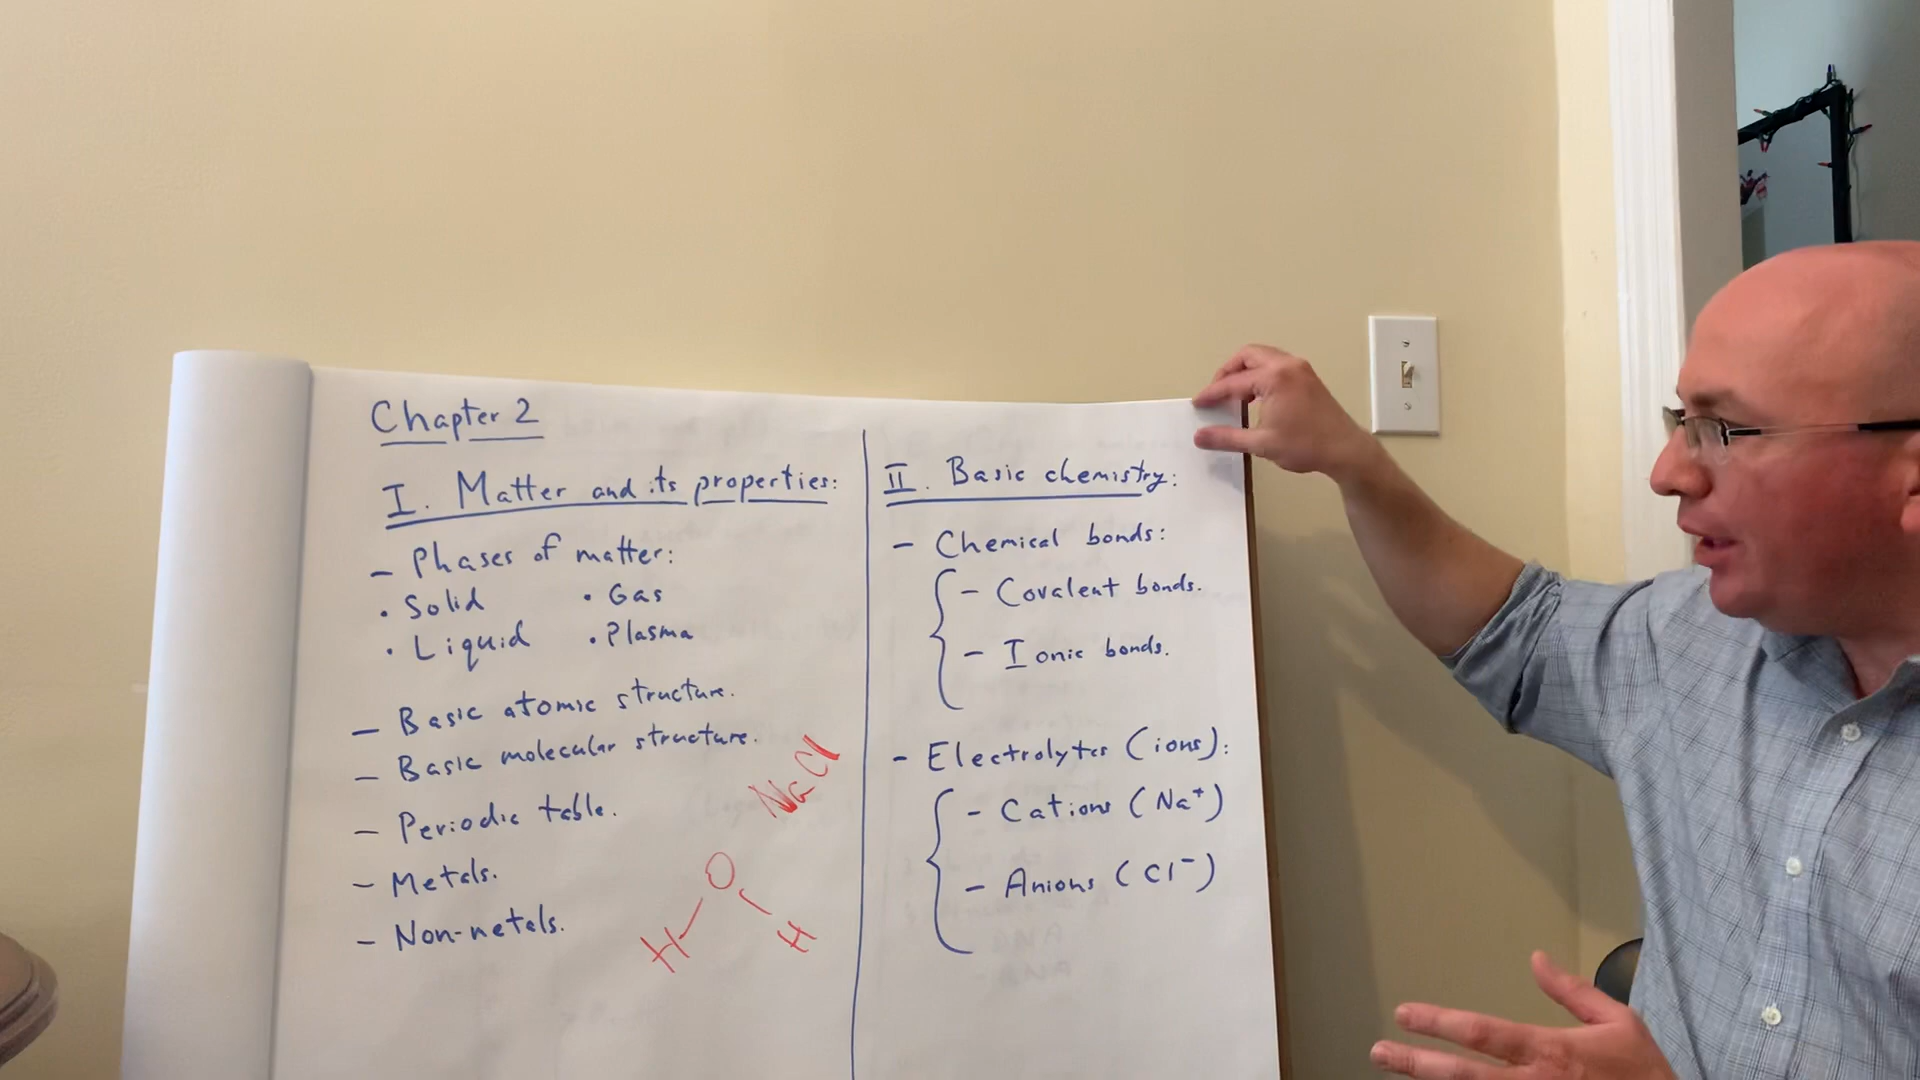 Chapter 2
I. Matter and its properties:
- Phases of matter:
• Solid • Gas
• Liquid • Plasma
- Basic atomic structure.
- Basic molecular structure.
- Periodic table.
- Metals.
- Non-metals.
NaCl
O
H H
II. Basic chemistry:
- Chemical bonds:
- Covalent bonds.
- Ionic bonds.
- Electrolytes (ions):
- Cations (Na⁺)
- Anions (Cl⁻)